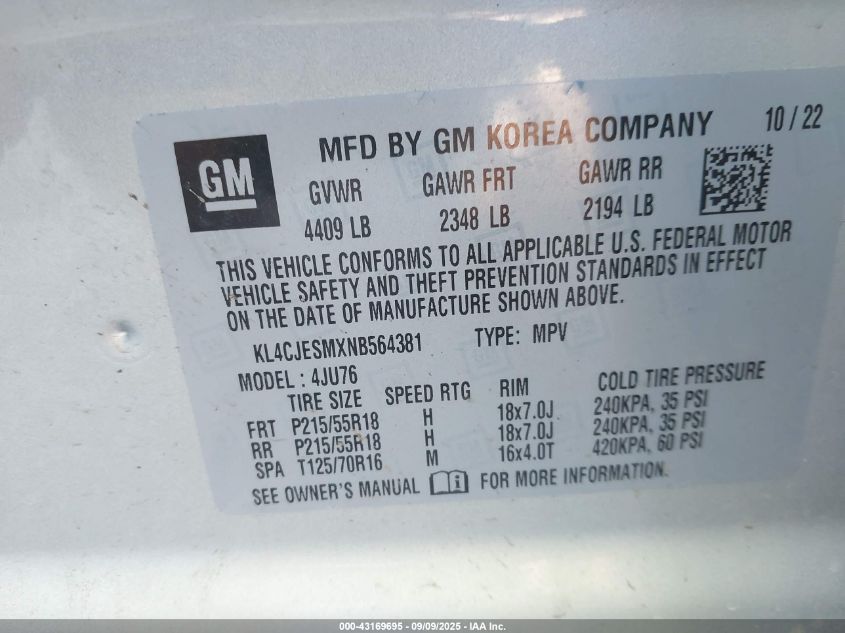 GM
MFD BY GM KOREA COMPANY 10 / 22
GVWR GAWR FRT GAWR RR
4409 LB 2348 LB 2194 LB
THIS VEHICLE CONFORMS TO ALL APPLICABLE U.S. FEDERAL MOTOR
VEHICLE SAFETY AND THEFT PREVENTION STANDARDS IN EFFECT
ON THE DATE OF MANUFACTURE SHOWN ABOVE.
KL4CJESMXNB564381 TYPE: MPV
MODEL : 4JU76
TIRE SIZE SPEED RTG RIM COLD TIRE PRESSURE
FRT P215/55R18 H 18x7.0J 240KPA, 35 PSI
RR P215/55R18 H 18x7.0J 240KPA, 35 PSI
SPA T125/70R16 M 16x4.0T 420KPA, 60 PSI
SEE OWNER'S MANUAL FOR MORE INFORMATION.
000-43169695 - 09/09/2025 - IAA Inc.